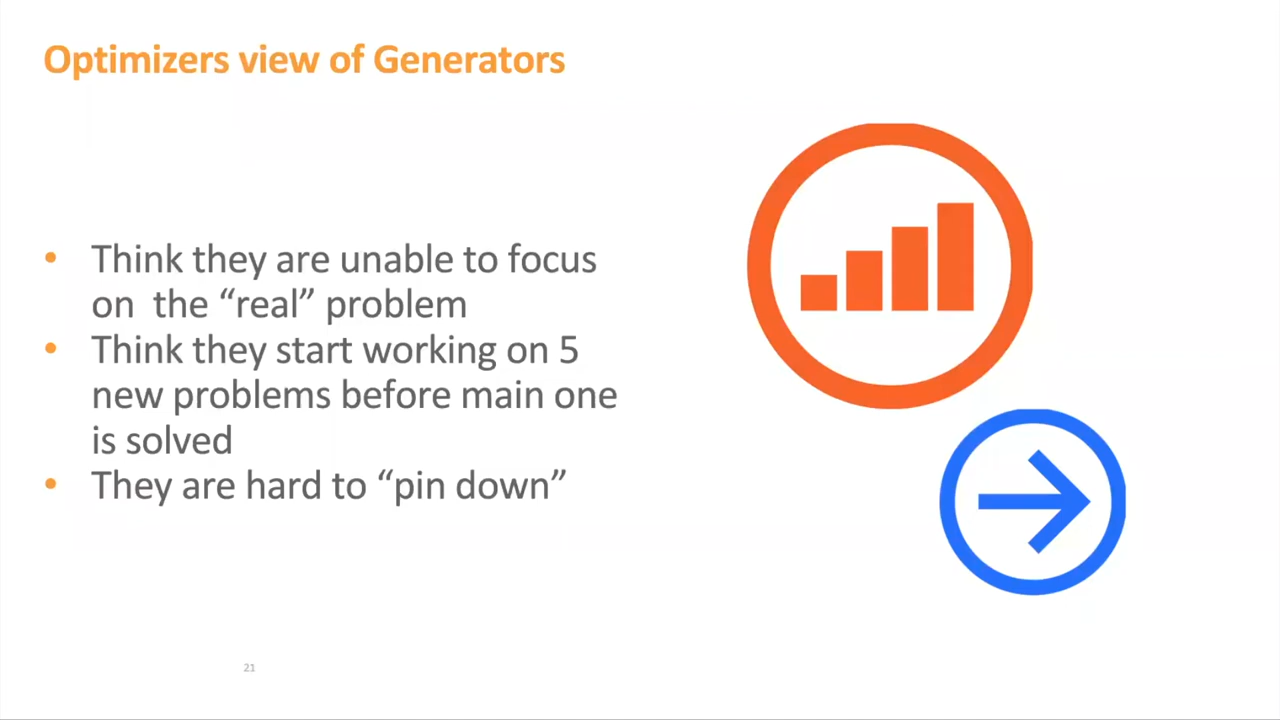 Optimizers view of Generators
• Think they are unable to focus
on  the “real” problem
• Think they start working on 5
new problems before main one
is solved
• They are hard to “pin down”
21